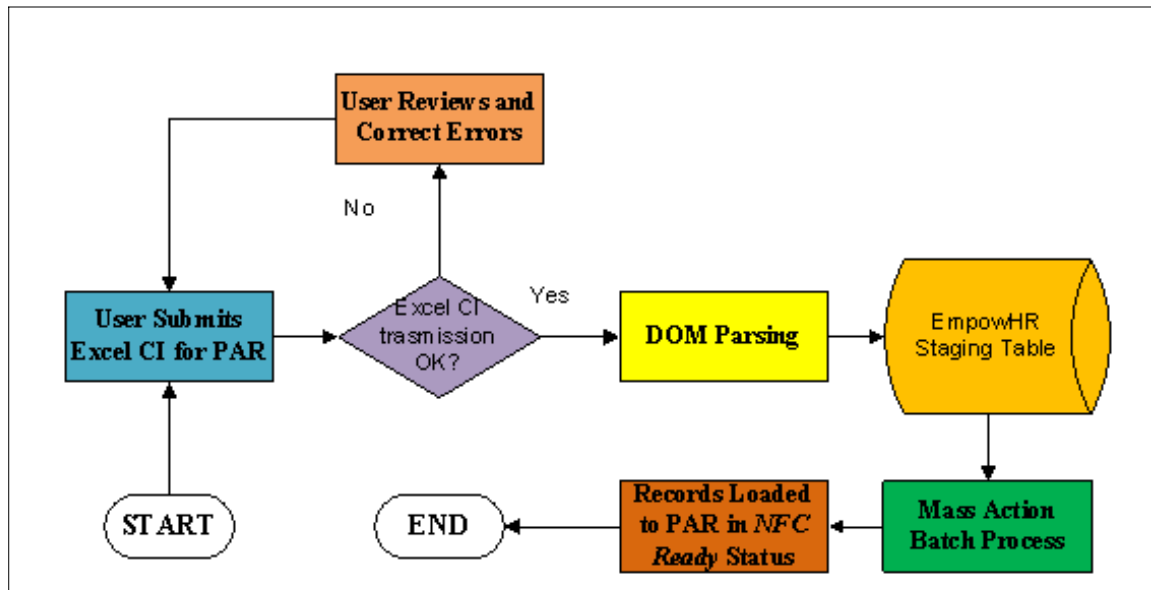 User Reviews and
Correct Errors
No
User Submits
Excel CI for PAR
Excel CI
trasmission
OK?
Yes
DOM Parsing
EmpowHR
Staging Table
START
END
Records Loaded
to PAR in NFC
Ready Status
Mass Action
Batch Process